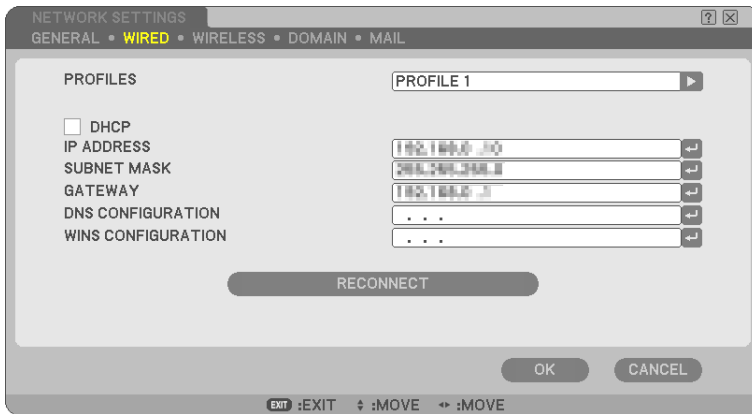 NETWORK SETTINGS
GENERAL • WIRED • WIRELESS • DOMAIN • MAIL
PROFILES PROFILE 1
DHCP
IP ADDRESS
SUBNET MASK
GATEWAY
DNS CONFIGURATION . . .
WINS CONFIGURATION . . .
RECONNECT
OK CANCEL
EXIT :EXIT :MOVE :MOVE